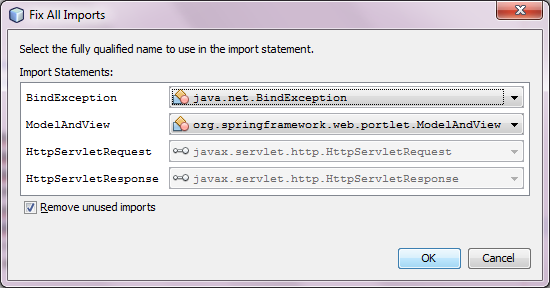 Fix All Imports
Select the fully qualified name to use in the import statement.
Import Statements:
BindException java.net.BindException
ModelAndView org.springframework.web.portlet.ModelAndView
HttpServletRequest javax.servlet.http.HttpServletRequest
HttpServletResponse javax.servlet.http.HttpServletResponse
Remove unused imports
OK Cancel